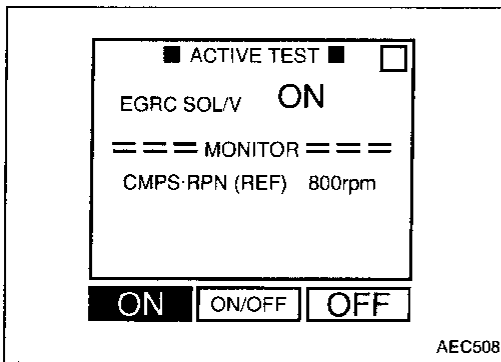 ■ ACTIVE TEST ■
EGRC SOL/V ON
= = = MONITOR = = =
CMPS·RPN (REF) 800rpm
ON ON/OFF OFF
AEC508